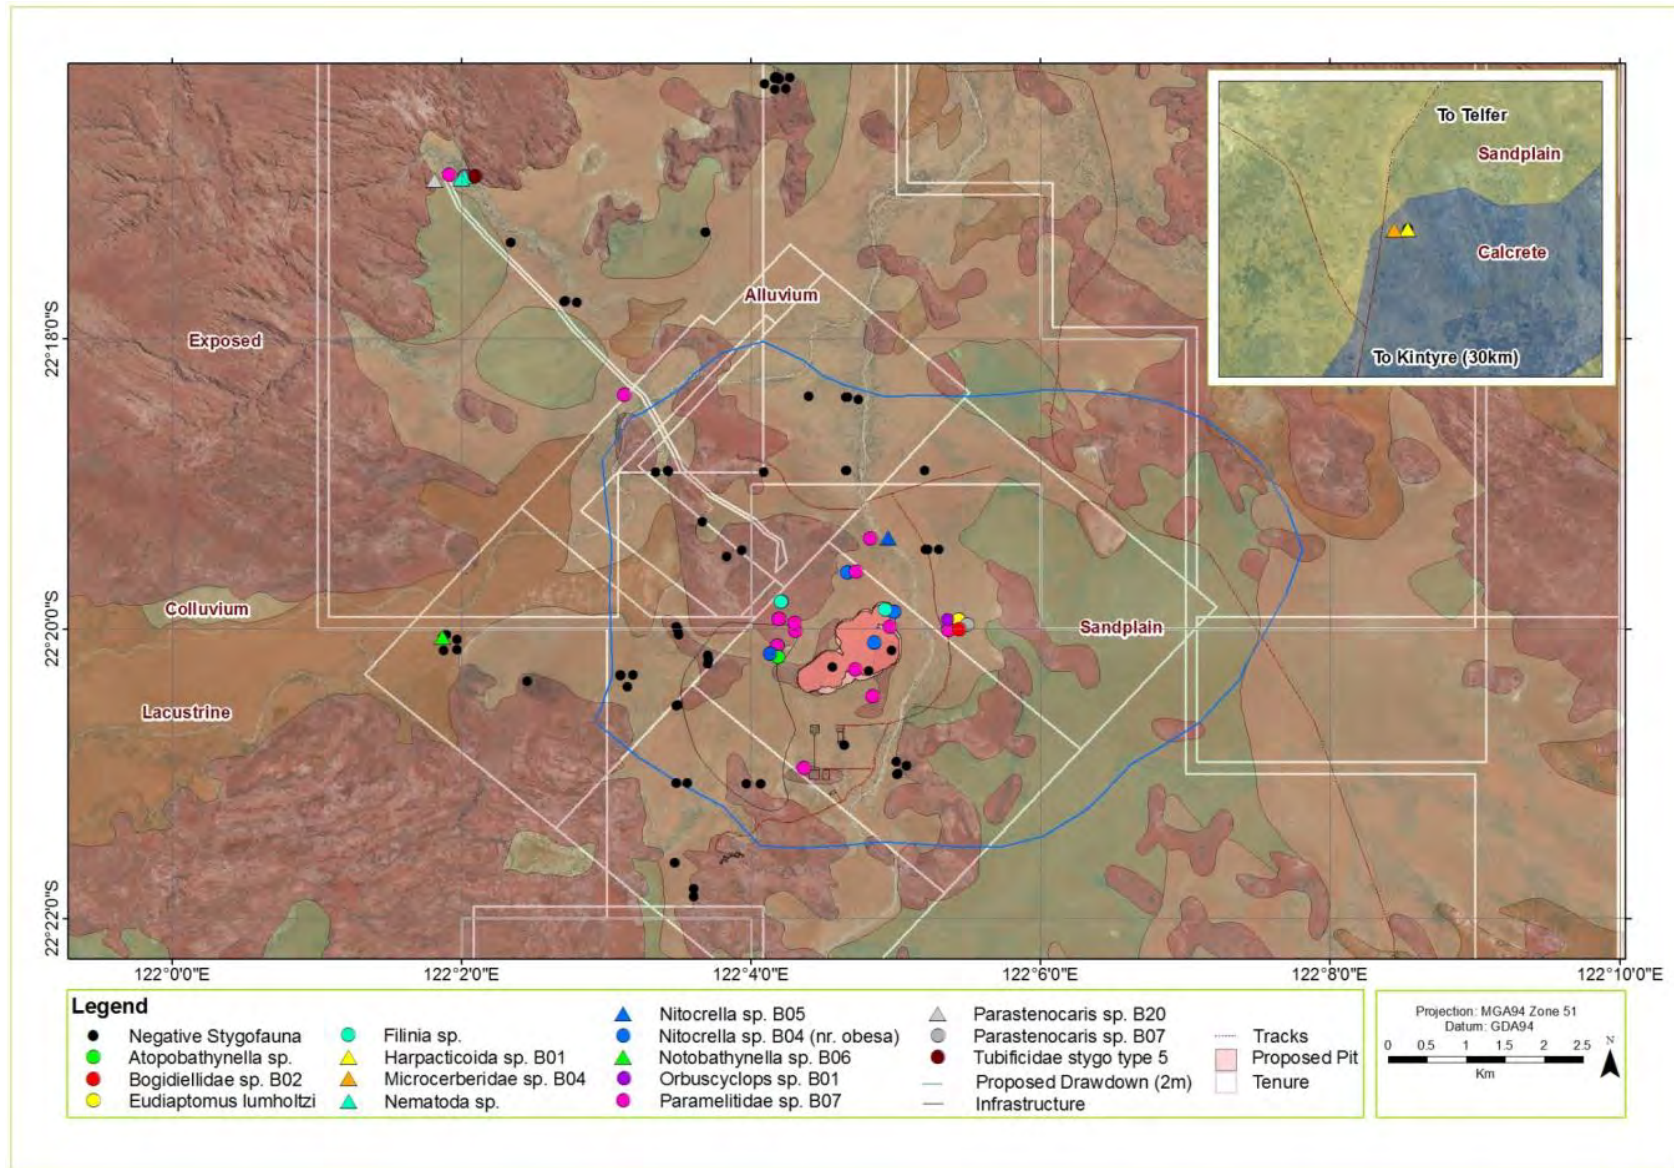 To Telfer
Sandplain
Calcrete
To Kintyre (30km)
Alluvium
Exposed
22°18'0"S
Colluvium
22°20'0"S
Sandplain
Lacustrine
22°22'0"S
122°0'0"E
122°2'0"E
122°4'0"E
122°6'0"E
122°8'0"E
122°10'0"E
Legend
Negative Stygofauna
Atopobathynella sp.
Bogidiellidae sp. B02
Eudiaptomus lumholtzi
Filinia sp.
Harpacticoida sp. B01
Microcerberidae sp. B04
Nematoda sp.
Nitocrella sp. B05
Nitocrella sp. B04 (nr. obesa)
Notobathynella sp. B06
Orbuscyclops sp. B01
Paramelitidae sp. B07
Parastenocaris sp. B20
Parastenocaris sp. B07
Tubificidae stygo type 5
Proposed Drawdown (2m)
Infrastructure
Tracks
Proposed Pit
Tenure
Projection: MGA94 Zone 51
Datum: GDA94
0 0.5 1 1.5 2 2.5
Km
N